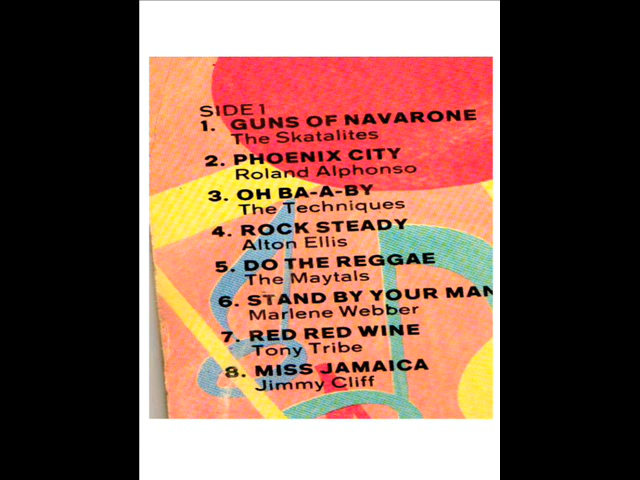 SIDE 1
1. GUNS OF NAVARONE
The Skatalites
2. PHOENIX CITY
Roland Alphonso
3. OH BA-A-BY
The Techniques
4. ROCK STEADY
Alton Ellis
5. DO THE REGGAE
The Maytals
6. STAND BY YOUR MAN
Marlene Webber
7. RED RED WINE
Tony Tribe
8. MISS JAMAICA
Jimmy Cliff